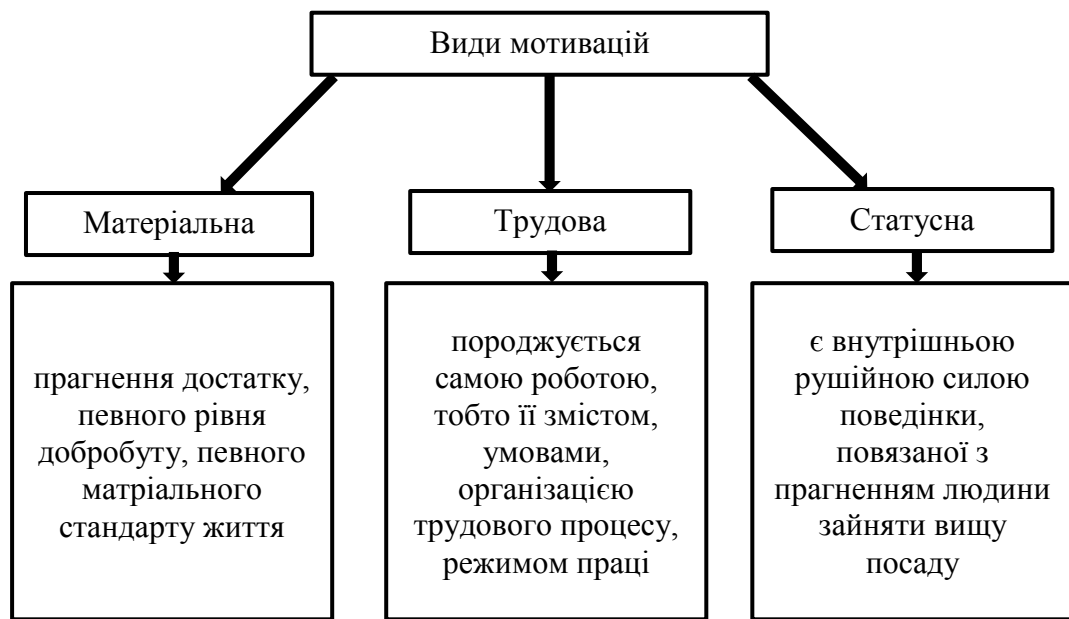 Види мотивацій
Матеріальна
Трудова
Статусна
прагнення достатку,
певного рівня
добробуту, певного
матріального
стандарту життя
породжується
самою роботою,
тобто її змістом,
умовами,
організацією
трудового процесу,
режимом праці
є внутрішньою
рушійною силою
поведінки,
повязаної з
прагненням людини
зайняти вищу
посаду